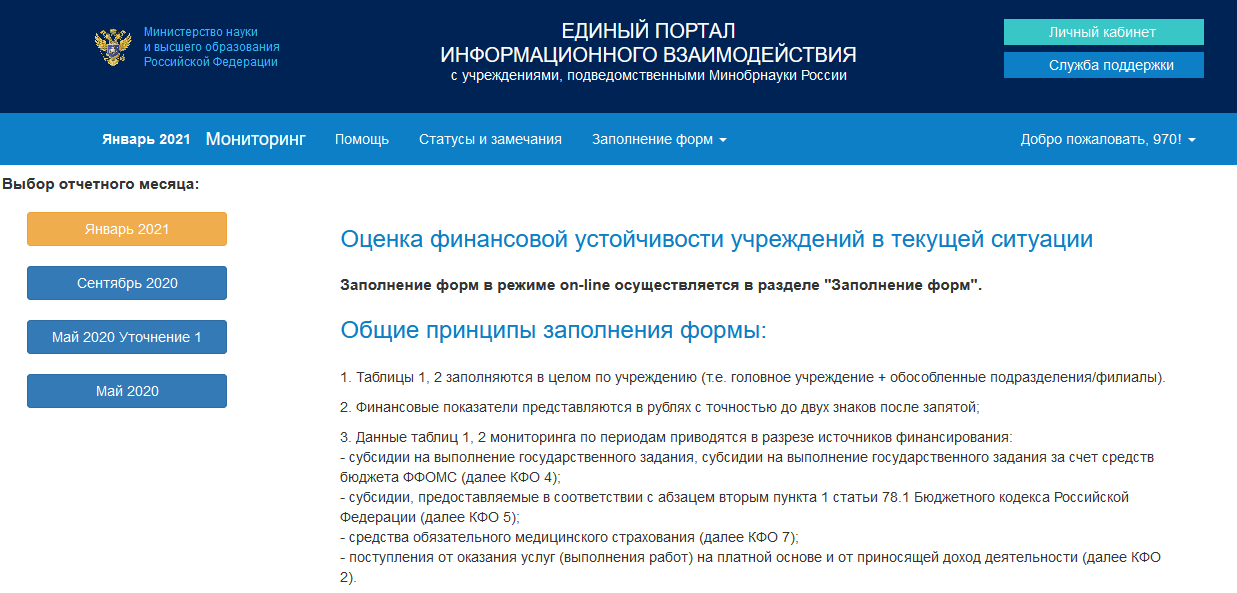 Министерство науки
и высшего образования
Российской Федерации
ЕДИНЫЙ ПОРТАЛ
ИНФОРМАЦИОННОГО ВЗАИМОДЕЙСТВИЯ
с учреждениями, подведомственными Минобрнауки России
Личный кабинет
Служба поддержки
Январь 2021 Мониторинг Помощь Статусы и замечания Заполнение форм Добро пожаловать, 970!
Выбор отчетного месяца:
Январь 2021
Сентябрь 2020
Май 2020 Уточнение 1
Май 2020
Оценка финансовой устойчивости учреждений в текущей ситуации
Заполнение форм в режиме on-line осуществляется в разделе "Заполнение форм".
Общие принципы заполнения формы:
1. Таблицы 1, 2 заполняются в целом по учреждению (т.е. головное учреждение + обособленные подразделения/филиалы).
2. Финансовые показатели представляются в рублях с точностью до двух знаков после запятой;
3. Данные таблиц 1, 2 мониторинга по периодам приводятся в разрезе источников финансирования:
- субсидии на выполнение государственного задания, субсидии на выполнение государственного задания за счет средств
бюджета ФФОМС (далее КФО 4);
- субсидии, предоставляемые в соответствии с абзацем вторым пункта 1 статьи 78.1 Бюджетного кодекса Российской
Федерации (далее КФО 5);
- средства обязательного медицинского страхования (далее КФО 7);
- поступления от оказания услуг (выполнения работ) на платной основе и от приносящей доход деятельности (далее КФО
2).